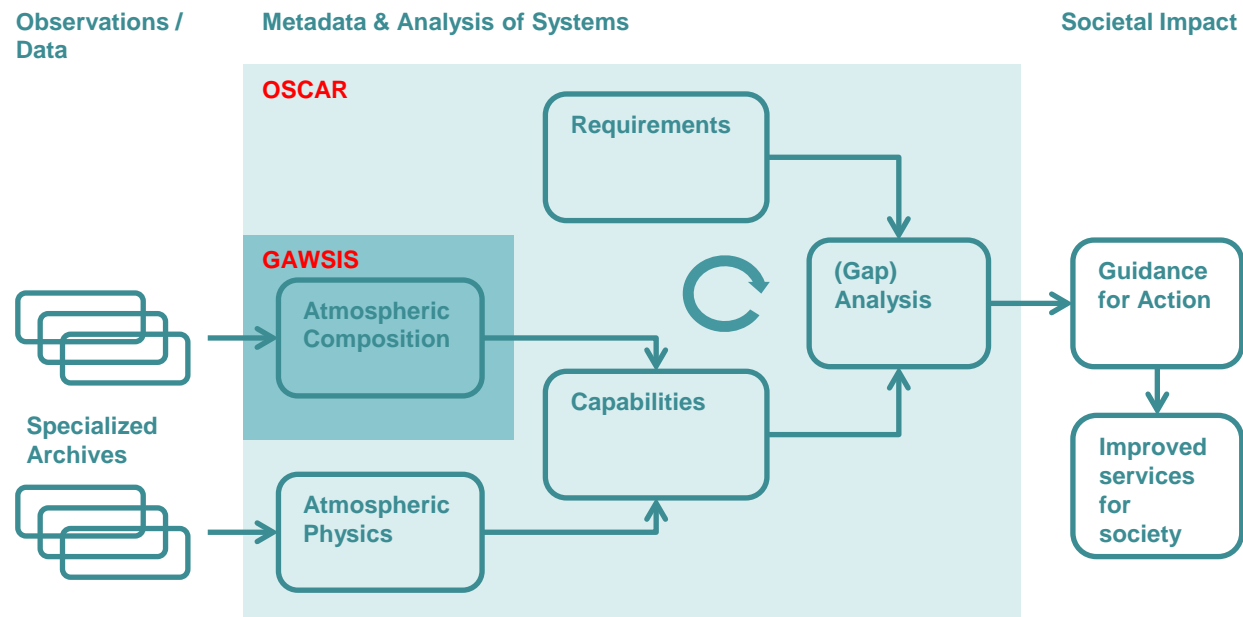 Observations /
Data
Metadata & Analysis of Systems
Societal Impact
OSCAR
Requirements
GAWSIS
Atmospheric
Composition
(Gap)
Analysis
Guidance
for Action
Capabilities
Specialized
Archives
Atmospheric
Physics
Improved
services
for
society